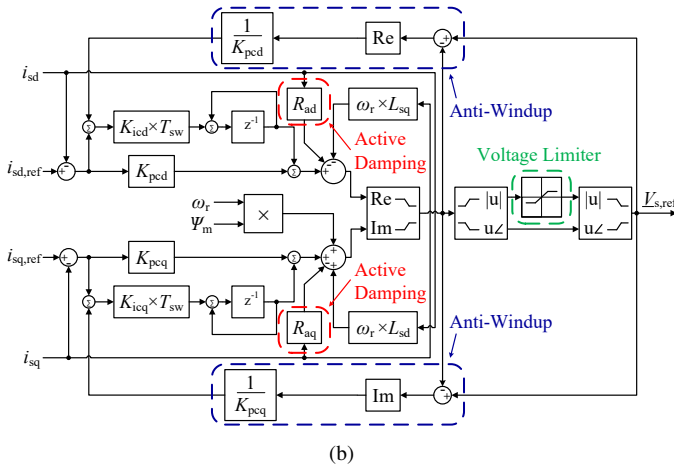 1
K_pcd
Re
- +
i_sd
Anti-Windup
R_ad
ω_r × L_sq
Σ
K_icd × T_sw
Σ
z⁻¹
Active
Damping
Voltage Limiter
i_sd,ref
+ -
K_pcd
Σ
+ - -
ω_r
Ψ_m
×
Re
Im
|u|
u∠
|u|
u∠
V_s,ref
i_sq,ref
+ -
K_pcq
Σ
+ + - +
Σ
K_icq × T_sw
Σ
z⁻¹
Active
Damping
R_aq
ω_r × L_sd
Anti-Windup
i_sq
1
K_pcq
Im
- +
(b)